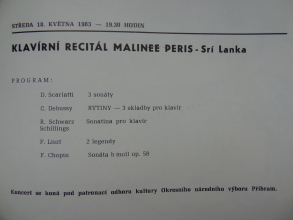 STŘEDA 18. KVĚTNA 1983 — 19.30 HODIN
KLAVÍRNÍ RECITÁL MALINEE PERIS - Srí Lanka
PROGRAM:
D. Scarlatti 3 sonáty
C. Debussy RYTINY — 3 skladby pro klavír
R. Schwarz Sonatina pro klavír
Schillings
F. Liszt 2 legendy
F. Chopin Sonáta h moll op. 58
Koncert se koná pod patronací odboru kultury Okresního národního výboru Příbram.